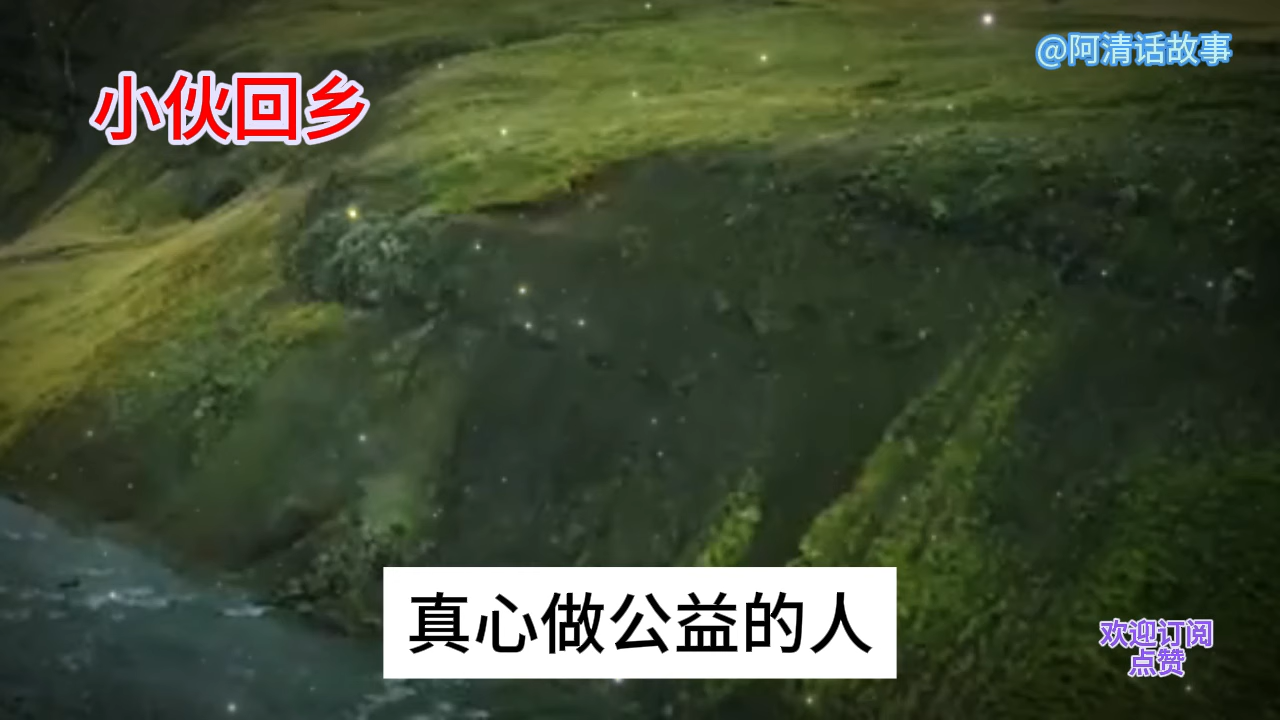 @阿清话故事
小伙回乡
真心做公益的人
欢迎订阅
点赞